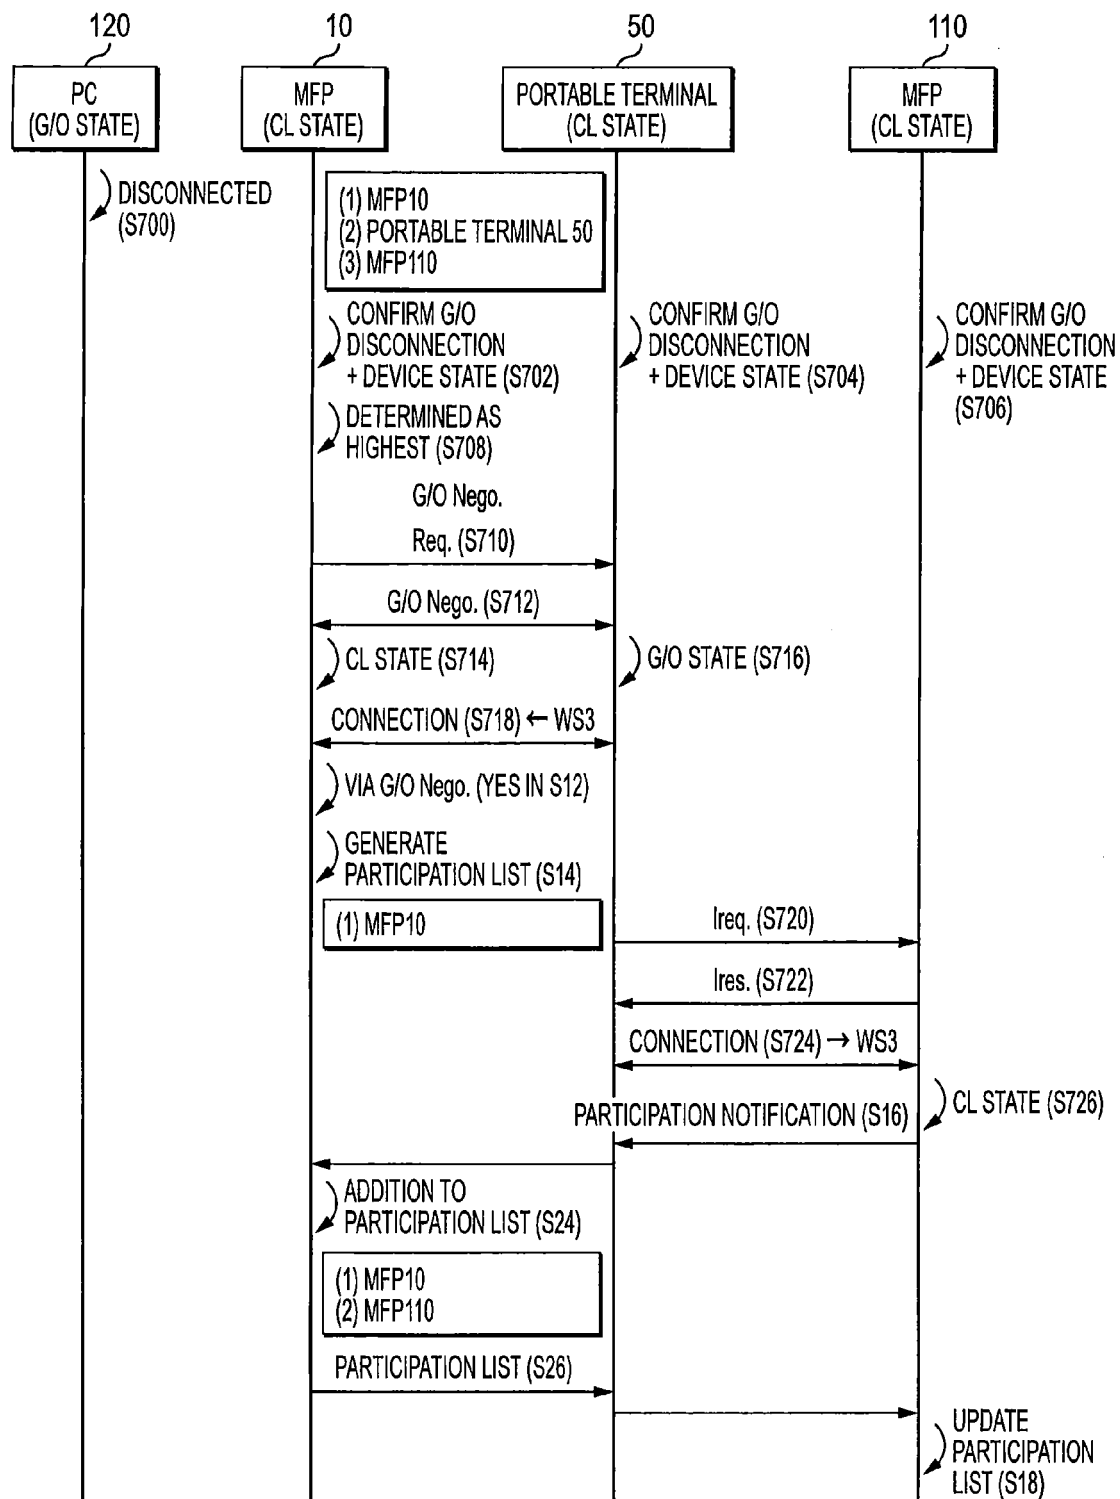 120
10
50
110
PC
(G/O STATE)
MFP
(CL STATE)
PORTABLE TERMINAL
(CL STATE)
MFP
(CL STATE)
DISCONNECTED
(S700)
(1) MFP10
(2) PORTABLE TERMINAL 50
(3) MFP110
CONFIRM G/O
DISCONNECTION
+ DEVICE STATE (S702)
CONFIRM G/O
DISCONNECTION
+ DEVICE STATE (S704)
CONFIRM G/O
DISCONNECTION
+ DEVICE STATE
(S706)
DETERMINED AS
HIGHEST (S708)
G/O Nego.
Req. (S710)
G/O Nego. (S712)
CL STATE (S714)
G/O STATE (S716)
CONNECTION (S718) ← WS3
VIA G/O Nego. (YES IN S12)
GENERATE
PARTICIPATION LIST (S14)
(1) MFP10
Ireq. (S720)
Ires. (S722)
CONNECTION (S724) → WS3
CL STATE (S726)
PARTICIPATION NOTIFICATION (S16)
ADDITION TO
PARTICIPATION LIST (S24)
(1) MFP10
(2) MFP110
PARTICIPATION LIST (S26)
UPDATE
PARTICIPATION
LIST (S18)